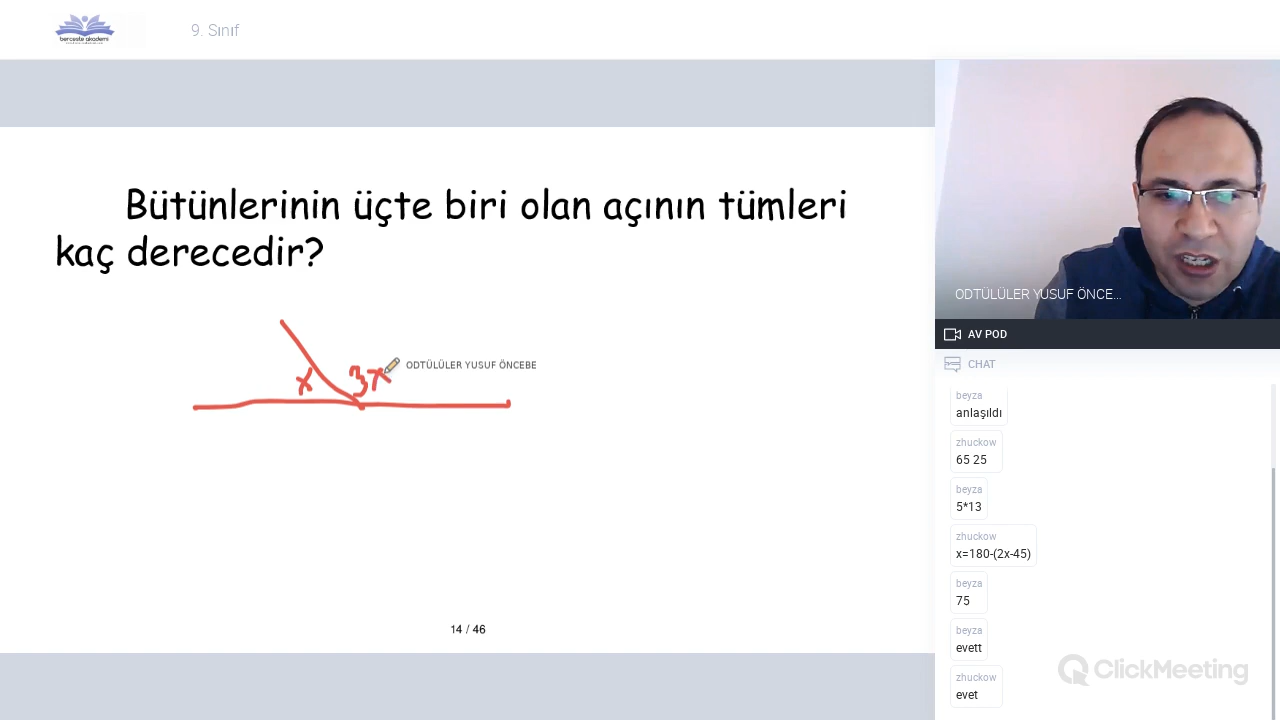 berceste akademi
9. Sınıf
Bütünlerinin üçte biri olan açının tümleri
kaç derecedir?
x
3x
ODTÜLÜLER YUSUF ÖNCEBE
14 / 46
ODTÜLÜLER YUSUF ÖNCE...
AV POD
CHAT
beyza
anlaşıldı
zhuckow
65 25
beyza
5*13
zhuckow
x=180-(2x-45)
beyza
75
beyza
evett
zhuckow
evet
ClickMeeting